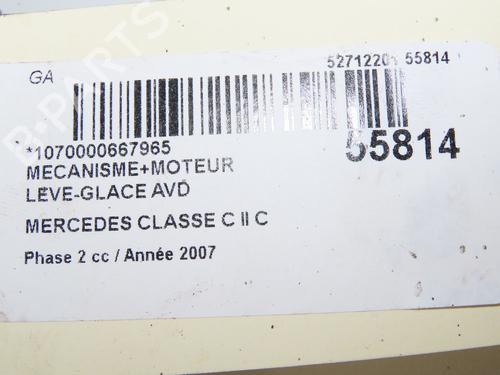 GA
52712201 55814
*1070000667965
55814
MECANISME+MOTEUR
LEVE-GLACE AVD
MERCEDES CLASSE C II C
Phase 2 cc / Année 2007
B-PARTS